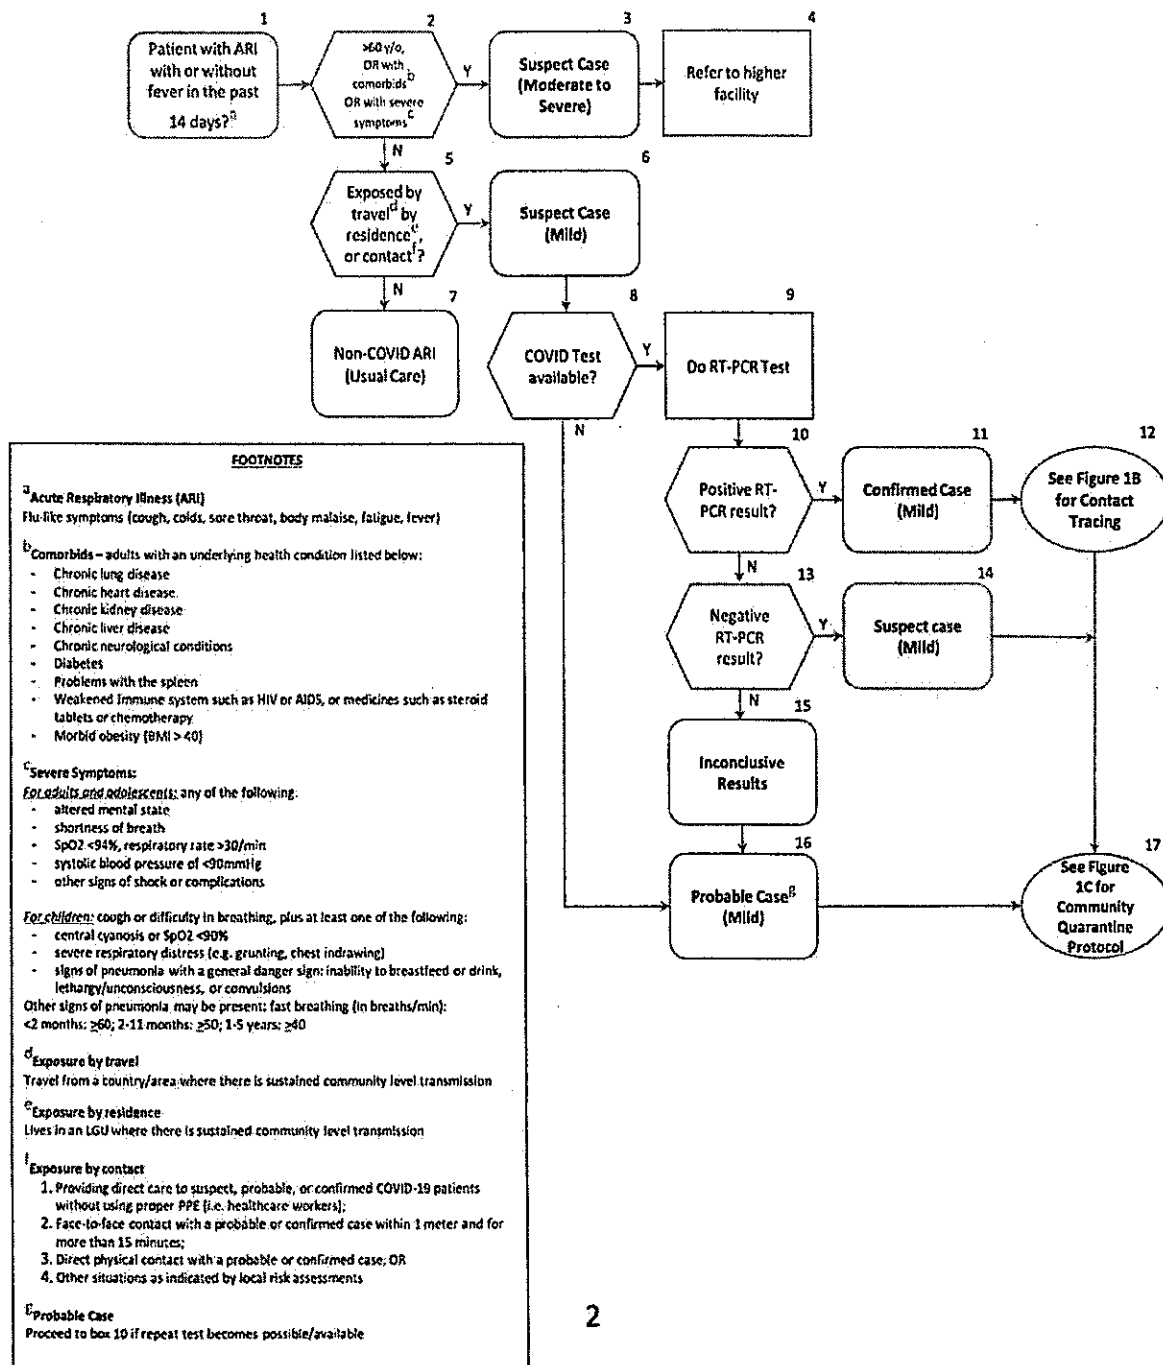 1
Patient with ARI
with or without
fever in the past
14 days?a
2
>60 y/o,
OR with
comorbidsb
OR with severe
symptomsc
Y
N
3
Suspect Case
(Moderate to
Severe)
4
Refer to higher
facility
5
Exposed by
traveld by
residencee,
or contactf?
Y
N
6
Suspect Case
(Mild)
7
Non-COVID ARI
(Usual Care)
8
COVID Test
available?
Y
N
9
Do RT-PCR Test
10
Positive RT-
PCR result?
Y
N
11
Confirmed Case
(Mild)
12
See Figure 1B
for Contact
Tracing
13
Negative
RT-PCR
result?
Y
N
14
Suspect case
(Mild)
15
Inconclusive
Results
16
Probable Caseg
(Mild)
17
See Figure
1C for
Community
Quarantine
Protocol
FOOTNOTES
aAcute Respiratory Illness (ARI)
Flu-like symptoms (cough, colds, sore throat, body malaise, fatigue, fever)
bComorbids – adults with an underlying health condition listed below:
- Chronic lung disease
- Chronic heart disease
- Chronic kidney disease
- Chronic liver disease
- Chronic neurological conditions
- Diabetes
- Problems with the spleen
- Weakened immune system such as HIV or AIDS, or medicines such as steroid
tablets or chemotherapy
- Morbid obesity (BMI > 40)
cSevere Symptoms:
For adults and adolescents: any of the following:
- altered mental state
- shortness of breath
- SpO2 <94%, respiratory rate >30/min
- systolic blood pressure of <90mmHg
- other signs of shock or complications
For children: cough or difficulty in breathing, plus at least one of the following:
- central cyanosis or SpO2 <90%
- severe respiratory distress (e.g. grunting, chest indrawing)
- signs of pneumonia with a general danger sign: inability to breastfeed or drink,
lethargy/unconsciousness, or convulsions
Other signs of pneumonia may be present: fast breathing (in breaths/min):
<2 months: ≥60; 2-11 months: ≥50; 1-5 years: ≥40
dExposure by travel
Travel from a country/area where there is sustained community level transmission
eExposure by residence
Lives in an LGU where there is sustained community level transmission
fExposure by contact
1. Providing direct care to suspect, probable, or confirmed COVID-19 patients
without using proper PPE (i.e. healthcare workers);
2. Face-to-face contact with a probable or confirmed case within 1 meter and for
more than 15 minutes;
3. Direct physical contact with a probable or confirmed case; OR
4. Other situations as indicated by local risk assessments
gProbable Case
Proceed to box 10 if repeat test becomes possible/available
2